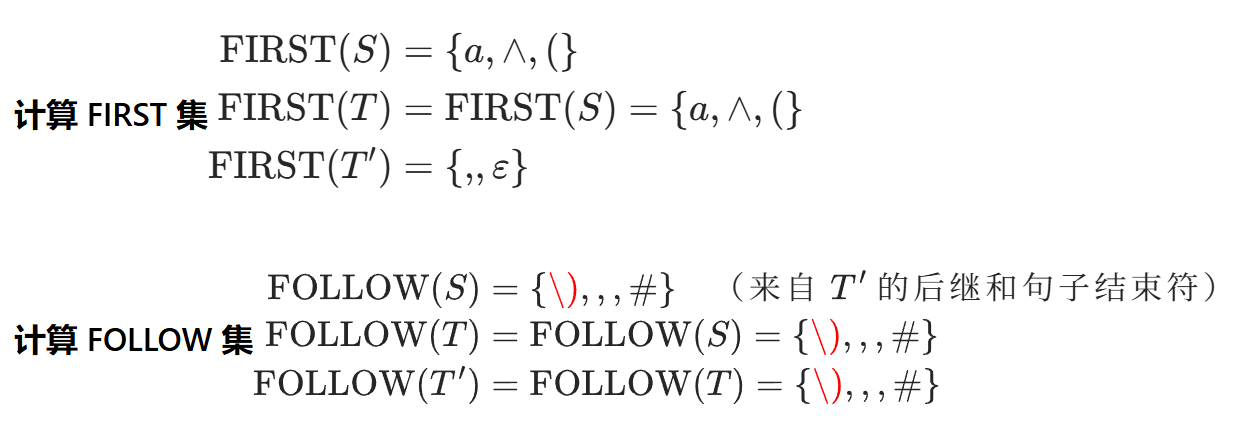 FIRST(S) = {a, ∧, (}
计算 FIRST 集 FIRST(T) = FIRST(S) = {a, ∧, (}
FIRST(T′) = {,, ε}
FOLLOW(S) = {\), , , #} （来自 T′ 的后继和句子结束符）
计算 FOLLOW 集 FOLLOW(T) = FOLLOW(S) = {\), , , #}
FOLLOW(T′) = FOLLOW(T) = {\), , , #}